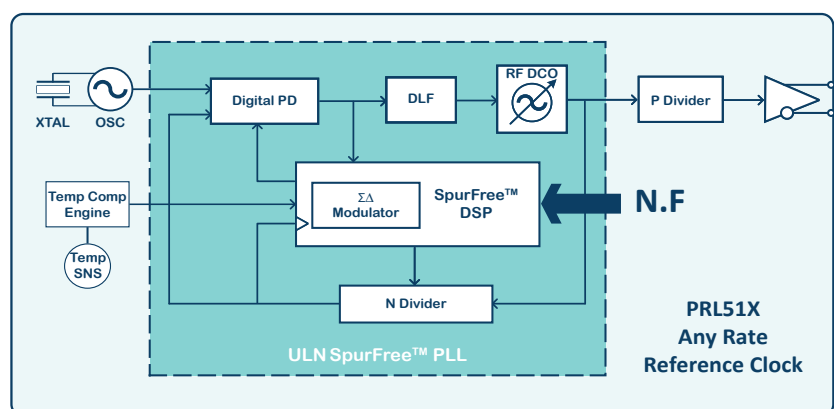 RF DCO
Digital PD
DLF
P Divider
XTAL
OSC
Temp Comp
Engine
ΣΔ
Modulator
SpurFree™
DSP
N.F
Temp
SNS
N Divider
PRL51X
Any Rate
Reference Clock
ULN SpurFree™ PLL